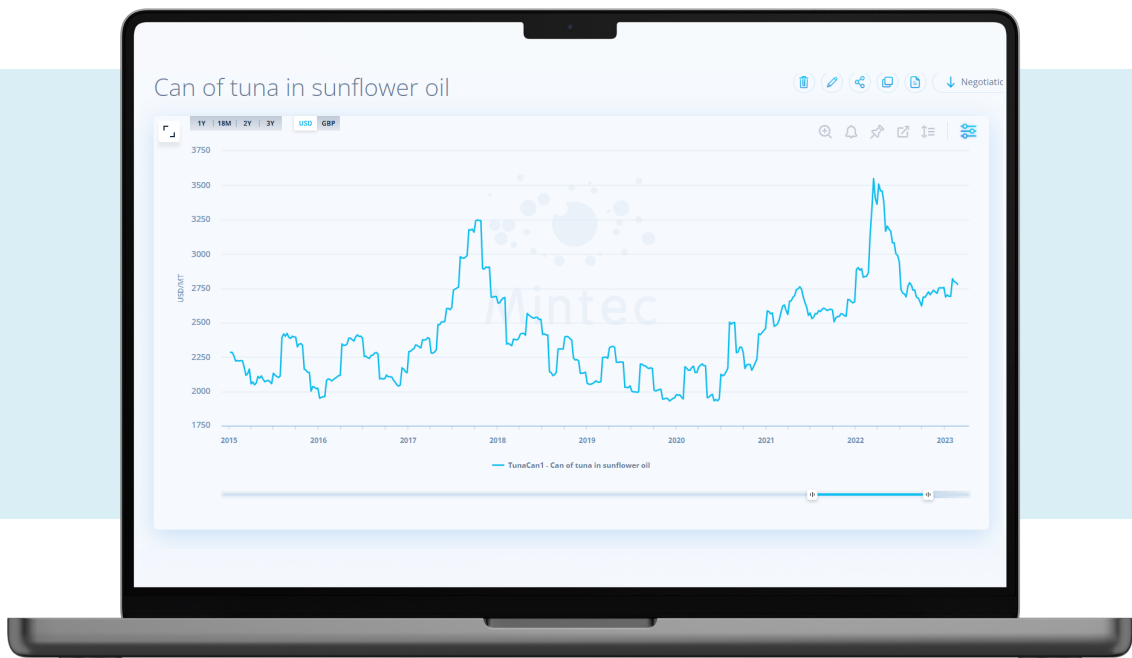 Can of tuna in sunflower oil
Negotiatic
1Y 18M 2Y 3Y USD GBP
3750
3500
3250
3000
2750
2500
2250
2000
1750
USD/MT
Mintec
2015 2016 2017 2018 2019 2020 2021 2022 2023
TunaCan1 - Can of tuna in sunflower oil